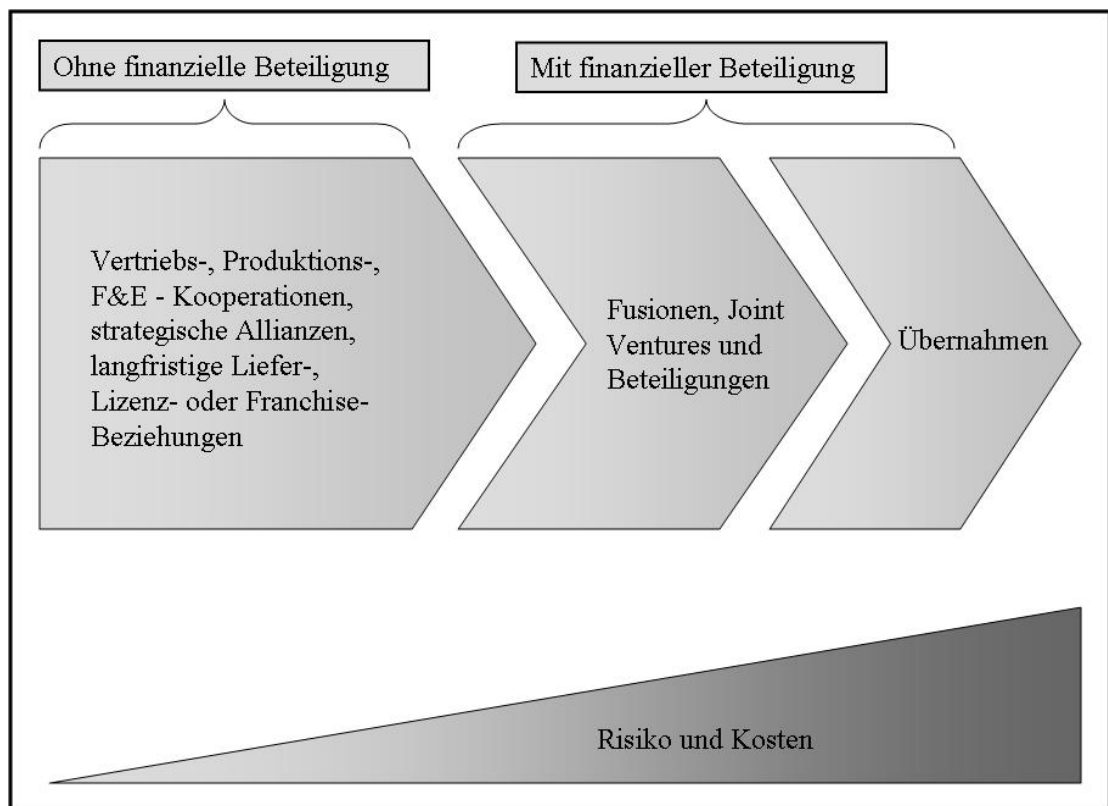 Ohne finanzielle Beteiligung
Mit finanzieller Beteiligung
Vertriebs-, Produktions-,
F&E - Kooperationen,
strategische Allianzen,
langfristige Liefer-,
Lizenz- oder Franchise-
Beziehungen
Fusionen, Joint
Ventures und
Beteiligungen
Übernahmen
Risiko und Kosten